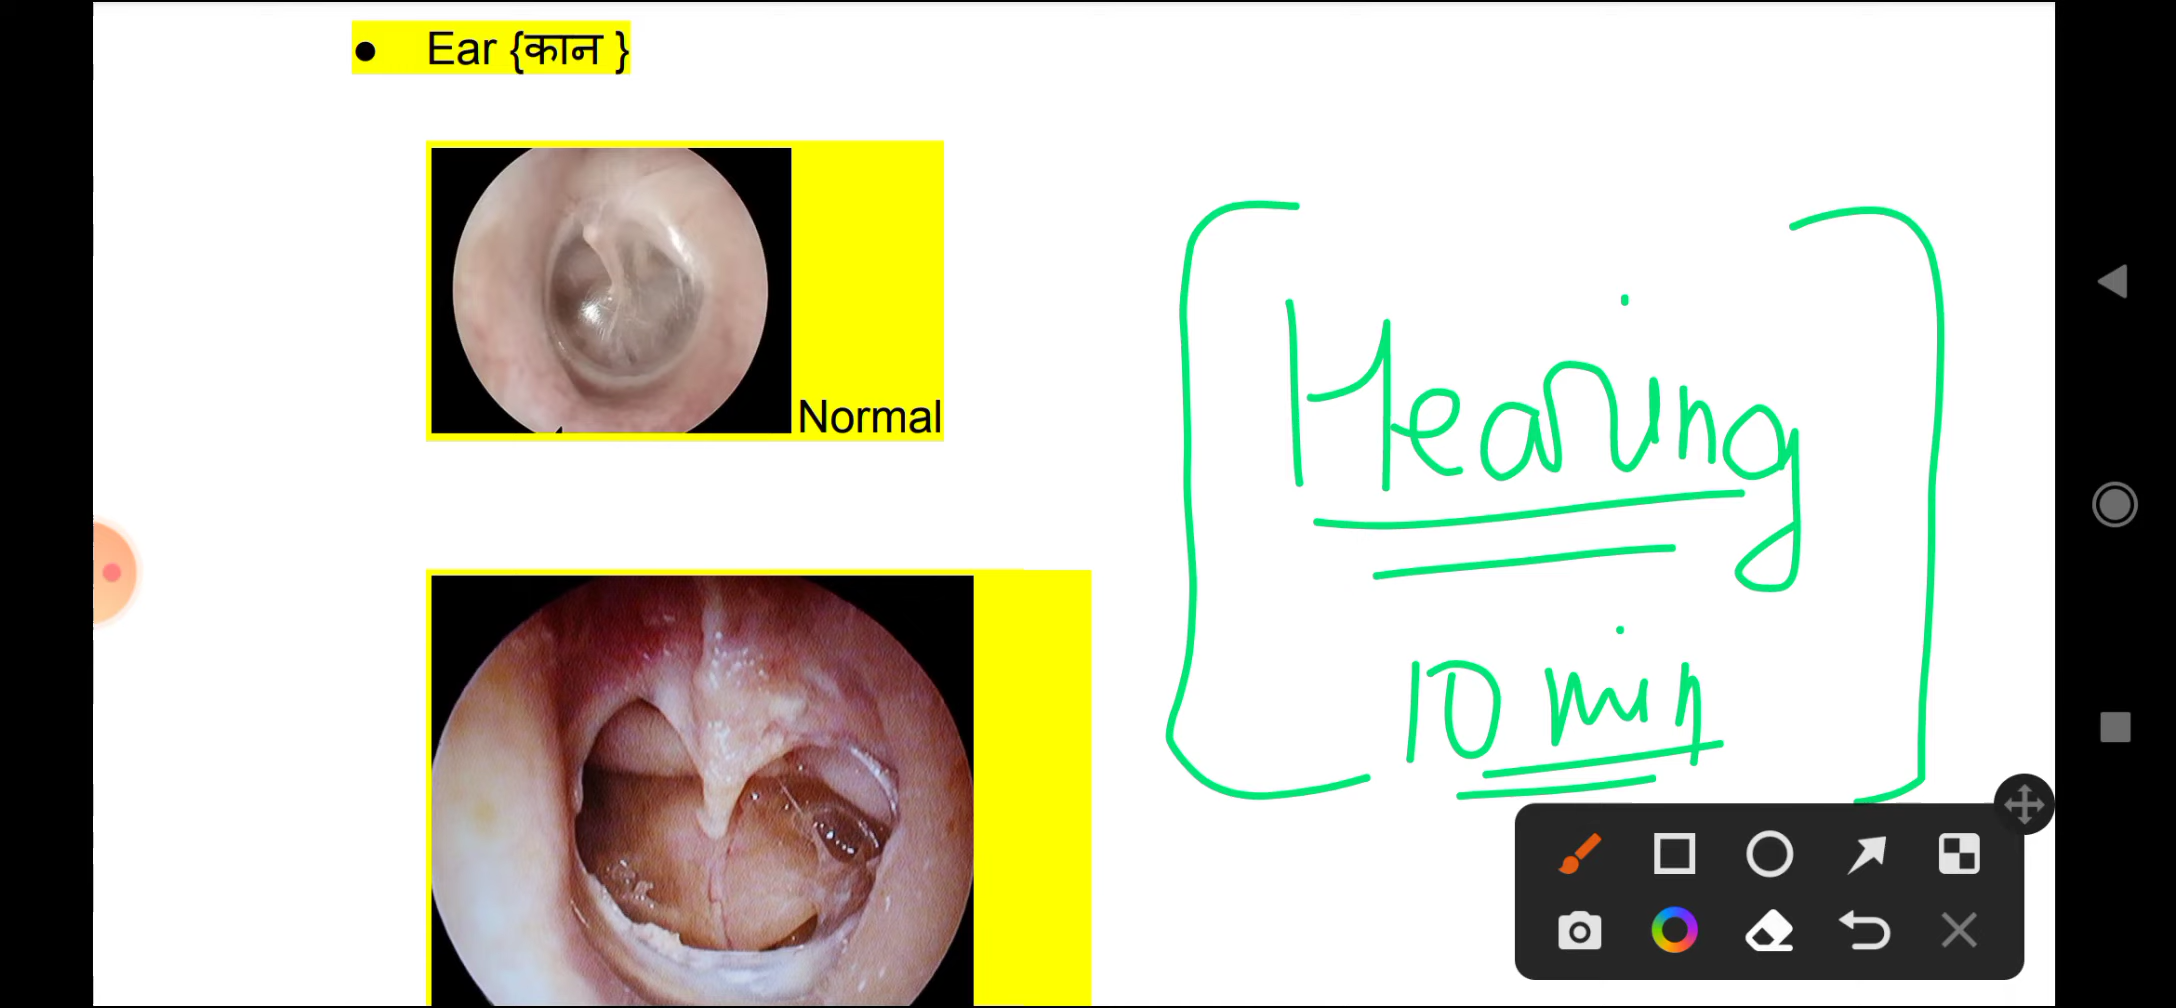 ● Ear {कान }
Normal
Hearing
10 min